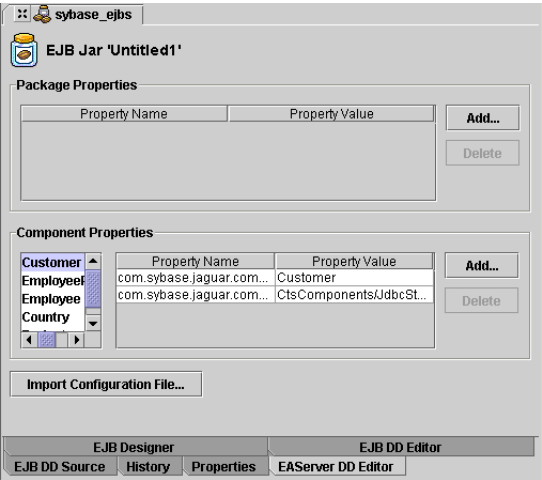 sybase_ejbs
EJB Jar 'Untitled1'
Package Properties
Property Name Property Value
Add...
Delete
Component Properties
Customer
Employee
Country
Property Name Property Value
com.sybase.jaguar.com... Customer
com.sybase.jaguar.com... CtsComponents/JdbcSt...
Add...
Delete
Import Configuration File...
EJB Designer EJB DD Editor
EJB DD Source History Properties EAServer DD Editor